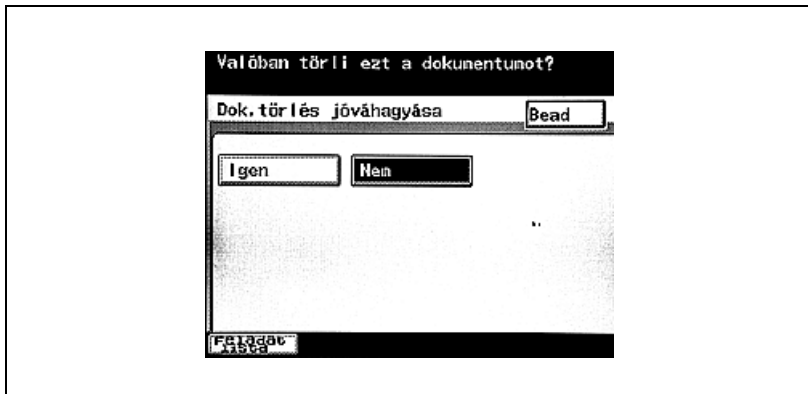 Valóban törli ezt a dokumentumot?
Dok.törlés jóváhagyása
Bead
Igen
Nem
Feladat
lista